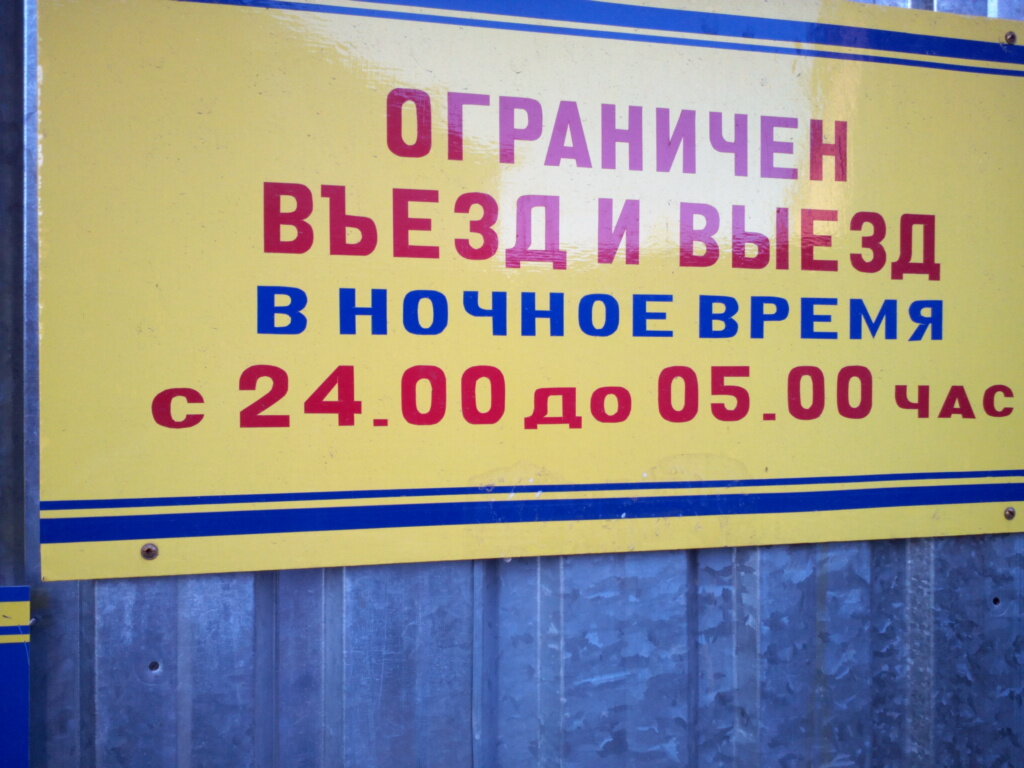 ОГРАНИЧЕН
ВЪЕЗД И ВЫЕЗД
В НОЧНОЕ ВРЕМЯ
с 24.00 до 05.00 час